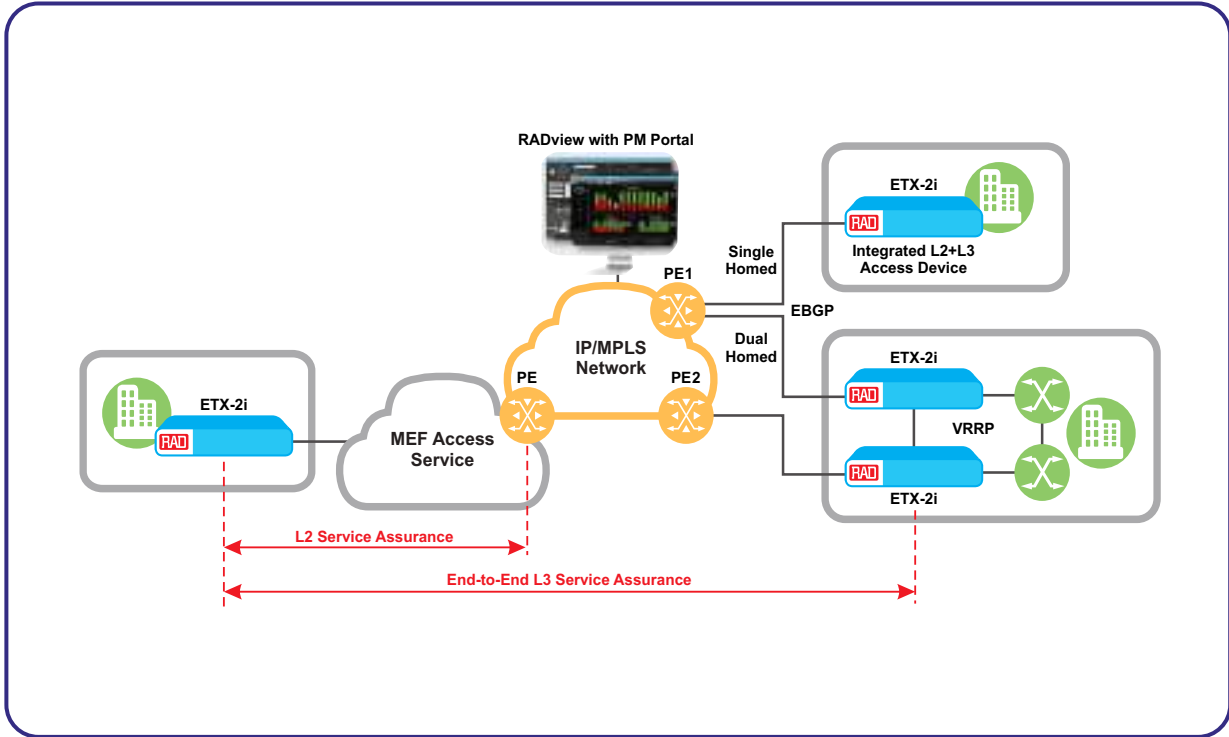 RADview with PM Portal
ETX-2i
RAD
Integrated L2+L3
Access Device
Single
Homed
PE1
EBGP
Dual
Homed
IP/MPLS
Network
PE
PE2
ETX-2i
RAD
VRRP
RAD
ETX-2i
ETX-2i
RAD
MEF Access
Service
L2 Service Assurance
End-to-End L3 Service Assurance